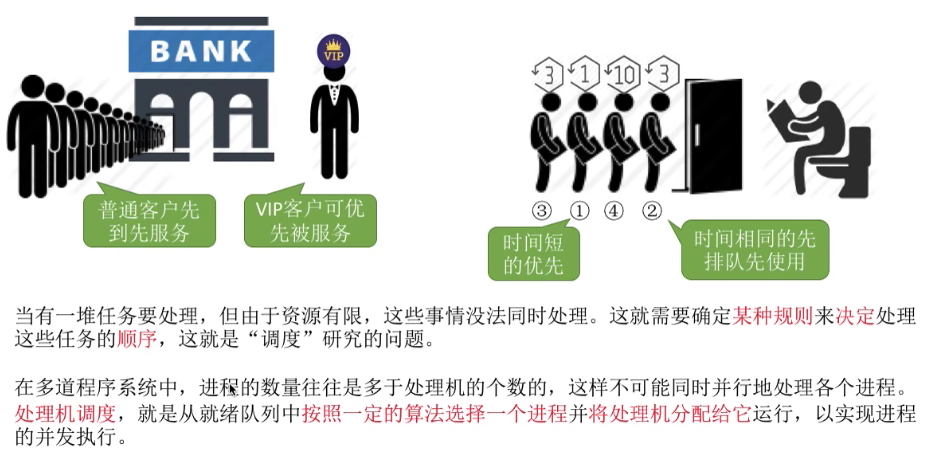 BANK
VIP
3 1 10 3
普通客户先
到先服务
VIP客户可优
先被服务
③ ① ④ ②
时间短
的优先
时间相同的先
排队先使用
当有一堆任务要处理，但由于资源有限，这些事情没法同时处理。这就需要确定某种规则来决定处理
这些任务的顺序，这就是“调度”研究的问题。
在多道程序系统中，进程的数量往往是多于处理机的个数的，这样不可能同时并行地处理各个进程。
处理机调度，就是从就绪队列中按照一定的算法选择一个进程并将处理机分配给它运行，以实现进程
的并发执行。